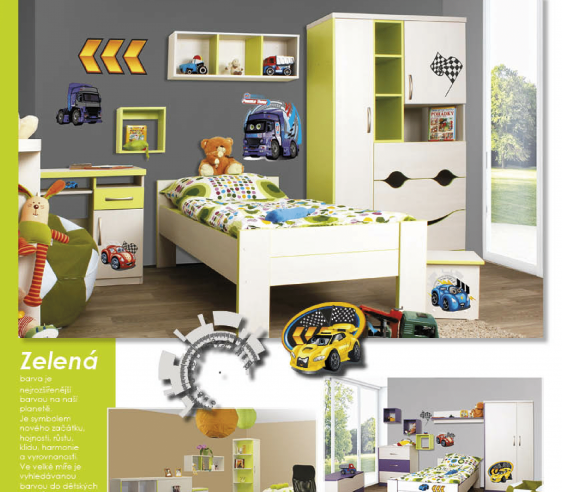 POHÁDKY
Zelená
barva je
nejrozšířenější
barvou na naší
planetě.
Je symbolem
nového začátku,
hojnosti, růstu,
klidu, harmonie
a vyrovnanosti.
Ve velké míře je
vyhledávanou
barvou do dětských